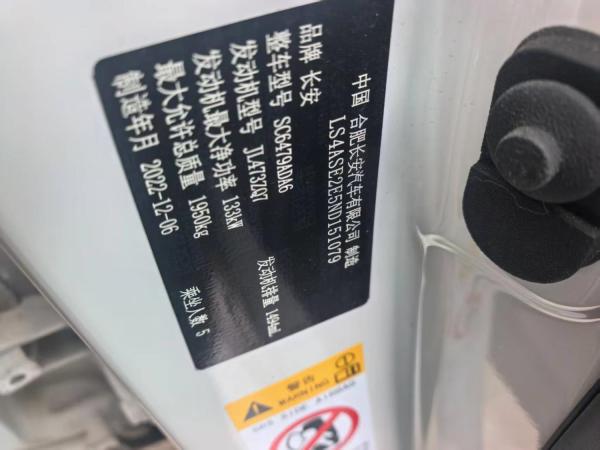 中国 合肥长安汽车有限公司 制造
LS4ASE2E5ND151079
品牌 长安
整车型号 SC6479ADA6
发动机型号 JL473ZQ7
发动机排量 1494mL
发动机最大净功率 133kW
最大允许总质量 1950kg
制造年月 2022-12-06
乘坐人数 5
警告
WARNING